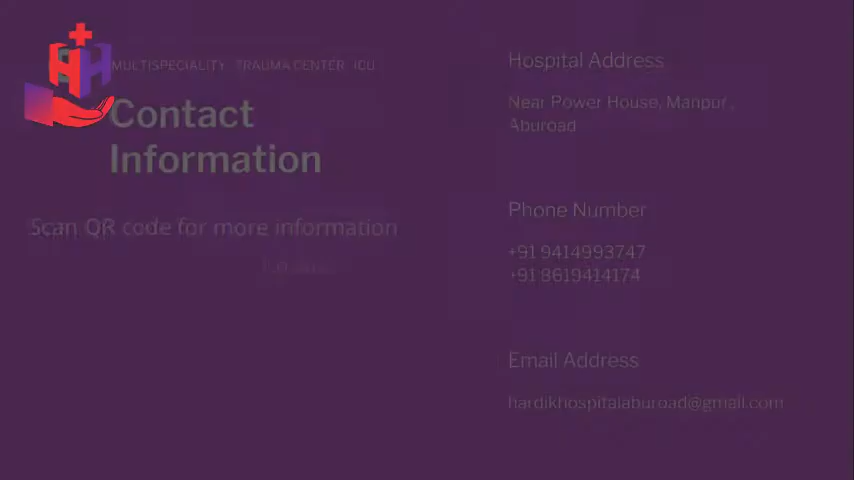 MULTISPECIALITY TRAUMA CENTER ICU
Contact
Information
Scan QR code for more information
Hospital Address
Near Power House, Manpur,
Aburoad
Phone Number
+91 9414993747
+91 8619414174
Email Address
hardikhospitalaburoad@gmail.com